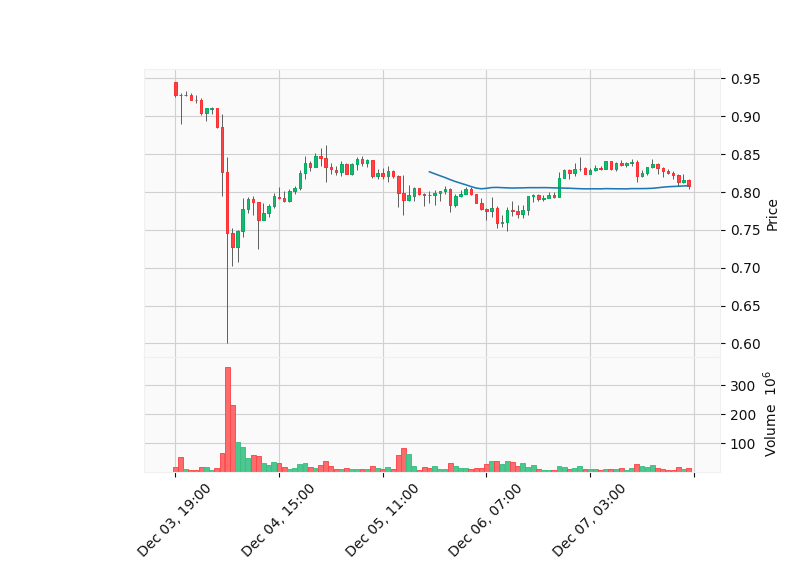 0.95
0.90
0.85
0.80
0.75
0.70
0.65
0.60
Price
300
200
100
Volume 10^6
Dec 03, 19:00
Dec 04, 15:00
Dec 05, 11:00
Dec 06, 07:00
Dec 07, 03:00